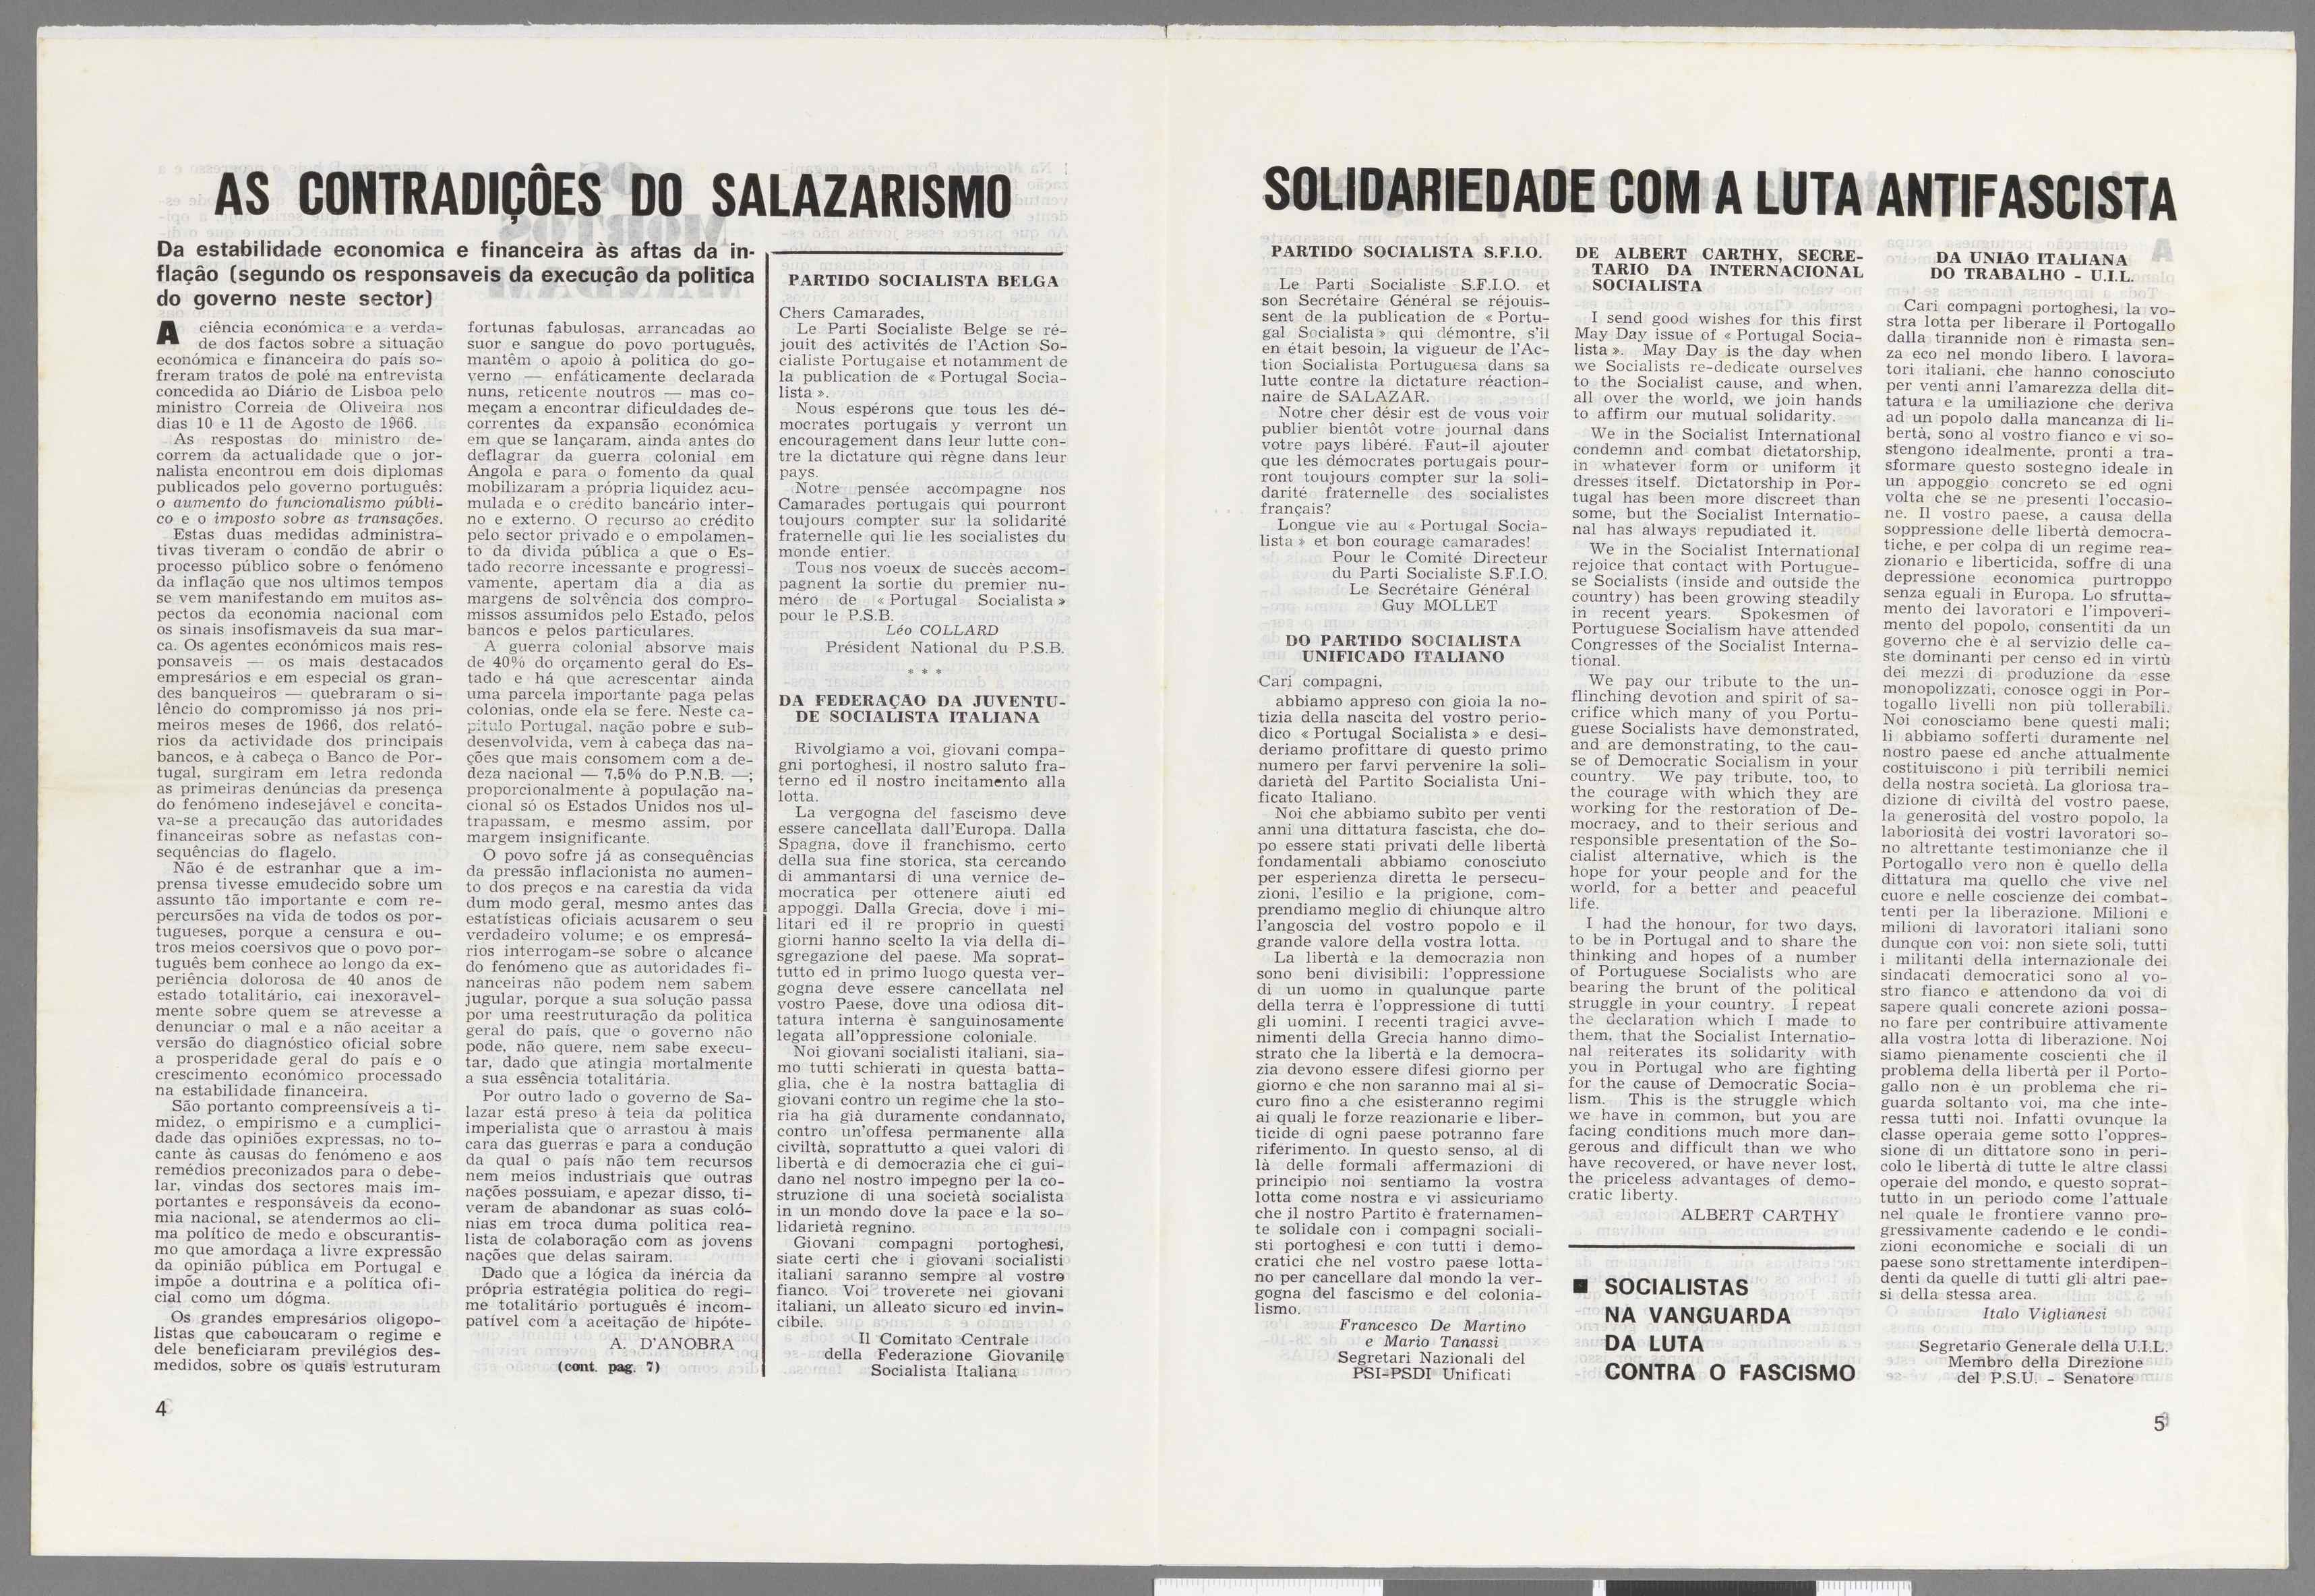 AS CONTRADIÇÕES DO SALAZARISMO
Da estabilidade economica e financeira às aftas da in-
flação (segundo os responsaveis da execução da politica
do governo neste sector)
A ciência económica e a verda-
de dos factos sobre a situação
económica e financeira do país so-
freram tratos de polé na entrevista
concedida ao Diário de Lisboa pelo
ministro Correia de Oliveira nos
dias 10 e 11 de Agosto de 1966.
As respostas do ministro de-
correm da actualidade que o jor-
nalista encontrou em dois diplomas
publicados pelo governo português:
o aumento do funcionalismo públi-
co e o imposto sobre as transações.
Estas duas medidas administra-
tivas tiveram o condão de abrir o
processo público sobre o fenómeno
da inflação que nos ultimos tempos
se vem manifestando em muitos as-
pectos da economia nacional com
os sinais insofismaveis da sua mar-
ca. Os agentes económicos mais res-
ponsaveis — os mais destacados
empresários e em especial os gran-
des banqueiros — quebraram o si-
lêncio do compromisso já nos pri-
meiros meses de 1966, dos relató-
rios da actividade dos principais
bancos, e à cabeça o Banco de Por-
tugal, surgiram em letra redonda
as primeiras denúncias da presença
do fenómeno indesejável e concita-
va-se a precaução das autoridades
financeiras sobre as nefastas con-
sequências do flagelo.
Não é de estranhar que a im-
prensa tivesse emudecido sobre um
assunto tão importante e com re-
percursões na vida de todos os por-
tugueses, porque a censura e ou-
tros meios coersivos que o povo por-
tuguês bem conhece ao longo da ex-
periência dolorosa de 40 anos de
estado totalitário, cai inexoravel-
mente sobre quem se atrevesse a
denunciar o mal e a não aceitar a
versão do diagnóstico oficial sobre
a prosperidade geral do país e o
crescimento económico processado
na estabilidade financeira.
São portanto compreensíveis a ti-
midez, o empirismo e a cumplici-
dade das opiniões expressas, no to-
cante às causas do fenómeno e aos
remédios preconizados para o debe-
lar, vindas dos sectores mais im-
portantes e responsáveis da econo-
mia nacional, se atendermos ao cli-
ma político de medo e obscurantis-
mo que amordaça a livre expressão
da opinião pública em Portugal e
impõe a doutrina e a política ofi-
cial como um dógma.
Os grandes empresários oligopo-
listas que caboucaram o regime e
dele beneficiaram previlégios des-
medidos, sobre os quais estruturam
fortunas fabulosas, arrancadas ao
suor e sangue do povo português,
mantêm o apoio à politica do go-
verno — enfáticamente declarada
nuns, reticente noutros — mas co-
meçam a encontrar dificuldades de-
correntes da expansão económica
em que se lançaram, ainda antes do
deflagrar da guerra colonial em
Angola e para o fomento da qual
mobilizaram a própria liquidez acu-
mulada e o crédito bancário inter-
no e externo. O recurso ao crédito
pelo sector privado e o empolamen-
to da divida pública a que o Es-
tado recorre incessante e progressi-
vamente, apertam dia a dia as
margens de solvência dos compro-
missos assumidos pelo Estado, pelos
bancos e pelos particulares.
A guerra colonial absorve mais
de 40% do orçamento geral do Es-
tado e há que acrescentar ainda
uma parcela importante paga pelas
colonias, onde ela se fere. Neste ca-
pitulo Portugal, nação pobre e sub-
desenvolvida, vem à cabeça das na-
ções que mais consomem com a de-
deza nacional — 7,5% do P.N.B. —;
proporcionalmente à população na-
cional só os Estados Unidos nos ul-
trapassam, e mesmo assim, por
margem insignificante.
O povo sofre já as consequências
da pressão inflacionista no aumen-
to dos preços e na carestia da vida
dum modo geral, mesmo antes das
estatísticas oficiais acusarem o seu
verdadeiro volume; e os empresá-
rios interrogam-se sobre o alcance
do fenómeno que as autoridades fi-
nanceiras não podem nem sabem
jugular, porque a sua solução passa
por uma reestruturação da politica
geral do país, que o governo não
pode, não quere, nem sabe execu-
tar, dado que atingia mortalmente
a sua essência totalitária.
Por outro lado o governo de Sa-
lazar está preso à teia da politica
imperialista que o arrastou à mais
cara das guerras e para a condução
da qual o país não tem recursos
nem meios industriais que outras
nações possuiam, e apezar disso, ti-
veram de abandonar as suas coló-
nias em troca duma politica rea-
lista de colaboração com as jovens
nações que delas sairam.
Dado que a lógica da inércia da
própria estratégia politica do regi-
me totalitário português é incom-
patível com a aceitação de hipóte-
A. D'ANOBRA
(cont. pag. 7)
PARTIDO SOCIALISTA BELGA
Chers Camarades,
Le Parti Socialiste Belge se ré-
jouit des activités de l'Action So-
cialiste Portugaise et notamment de
la publication de « Portugal Socia-
lista ».
Nous espérons que tous les dé-
mocrates portugais y verront un
encouragement dans leur lutte con-
tre la dictature qui règne dans leur
pays.
Notre pensée accompagne nos
Camarades portugais qui pourront
toujours compter sur la solidarité
fraternelle qui lie les socialistes du
monde entier.
Tous nos voeux de succès accom-
pagnent la sortie du premier nu-
méro de « Portugal Socialista »
pour le P.S.B.
Léo COLLARD
Président National du P.S.B.
* * *
DA FEDERAÇÃO DA JUVENTU-
DE SOCIALISTA ITALIANA
Rivolgiamo a voi, giovani compa-
gni portoghesi, il nostro saluto fra-
terno ed il nostro incitamento alla
lotta.
La vergogna del fascismo deve
essere cancellata dall'Europa. Dalla
Spagna, dove il franchismo, certo
della sua fine storica, sta cercando
di ammantarsi di una vernice de-
mocratica per ottenere aiuti ed
appoggi. Dalla Grecia, dove i mi-
litari ed il re proprio in questi
giorni hanno scelto la via della di-
sgregazione del paese. Ma soprat-
tutto ed in primo luogo questa ver-
gogna deve essere cancellata nel
vostro Paese, dove una odiosa dit-
tatura interna è sanguinosamente
legata all'oppressione coloniale.
Noi giovani socialisti italiani, sia-
mo tutti schierati in questa batta-
glia, che è la nostra battaglia di
giovani contro un regime che la sto-
ria ha già duramente condannato,
contro un'offesa permanente alla
civiltà, soprattutto a quei valori di
libertà e di democrazia che ci gui-
dano nel nostro impegno per la co-
struzione di una società socialista
in un mondo dove la pace e la so-
lidarietà regnino.
Giovani compagni portoghesi,
siate certi che i giovani socialisti
italiani saranno sempre al vostro
fianco. Voi troverete nei giovani
italiani, un alleato sicuro ed invin-
cibile.
Il Comitato Centrale
della Federazione Giovanile
Socialista Italiana
4
SOLIDARIEDADE COM A LUTA ANTIFASCISTA
PARTIDO SOCIALISTA S.F.I.O.
Le Parti Socialiste S.F.I.O. et
son Secrétaire Général se réjouis-
sent de la publication de « Portu-
gal Socialista » qui démontre, s'il
en était besoin, la vigueur de l'Ac-
tion Socialista Portuguesa dans sa
lutte contre la dictature réaction-
naire de SALAZAR.
Notre cher désir est de vous voir
publier bientôt votre journal dans
votre pays libéré. Faut-il ajouter
que les démocrates portugais pour-
ront toujours compter sur la soli-
darité fraternelle des socialistes
français?
Longue vie au « Portugal Socia-
lista » et bon courage camarades!
Pour le Comité Directeur
du Parti Socialiste S.F.I.O.
Le Secrétaire Général
Guy MOLLET
DO PARTIDO SOCIALISTA
UNIFICADO ITALIANO
Cari compagni,
abbiamo appreso con gioia la no-
tizia della nascita del vostro perio-
dico « Portugal Socialista » e desi-
deriamo profittare di questo primo
numero per farvi pervenire la soli-
darietà del Partito Socialista Uni-
ficato Italiano.
Noi che abbiamo subìto per venti
anni una dittatura fascista, che do-
po essere stati privati delle libertà
fondamentali abbiamo conosciuto
per esperienza diretta le persecu-
zioni, l'esilio e la prigione, com-
prendiamo meglio di chiunque altro
l'angoscia del vostro popolo e il
grande valore della vostra lotta.
La libertà e la democrazia non
sono beni divisibili: l'oppressione
di un uomo in qualunque parte
della terra è l'oppressione di tutti
gli uomini. I recenti tragici avve-
nimenti della Grecia hanno dimo-
strato che la libertà e la democra-
zia devono essere difesi giorno per
giorno e che non saranno mai al si-
curo fino a che esisteranno regimi
ai quali le forze reazionarie e liber-
ticide di ogni paese potranno fare
riferimento. In questo senso, al di
là delle formali affermazioni di
principio noi sentiamo la vostra
lotta come nostra e vi assicuriamo
che il nostro Partito è fraternamen-
te solidale con i compagni sociali-
sti portoghesi e con tutti i demo-
cratici che nel vostro paese lotta-
no per cancellare dal mondo la ver-
gogna del fascismo e del colonia-
lismo.
Francesco De Martino
e Mario Tanassi
Segretari Nazionali del
PSI-PSDI Unificati
DE ALBERT CARTHY, SECRE-
TARIO DA INTERNACIONAL
SOCIALISTA
I send good wishes for this first
May Day issue of « Portugal Socia-
lista ». May Day is the day when
we Socialists re-dedicate ourselves
to the Socialist cause, and when,
all over the world, we join hands
to affirm our mutual solidarity.
We in the Socialist International
condemn and combat dictatorship,
in whatever form or uniform it
dresses itself. Dictatorship in Por-
tugal has been more discreet than
some, but the Socialist Internatio-
nal has always repudiated it.
We in the Socialist International
rejoice that contact with Portugue-
se Socialists (inside and outside the
country) has been growing steadily
in recent years. Spokesmen of
Portuguese Socialism have attended
Congresses of the Socialist Interna-
tional.
We pay our tribute to the un-
flinching devotion and spirit of sa-
crifice which many of you Portu-
guese Socialists have demonstrated,
and are demonstrating, to the cau-
se of Democratic Socialism in your
country. We pay tribute, too, to
the courage with which they are
working for the restoration of De-
mocracy, and to their serious and
responsible presentation of the So-
cialist alternative, which is the
hope for your people and for the
world, for a better and peaceful
life.
I had the honour, for two days,
to be in Portugal and to share the
thinking and hopes of a number
of Portuguese Socialists who are
bearing the brunt of the political
struggle in your country. I repeat
the declaration which I made to
them, that the Socialist Internatio-
nal reiterates its solidarity with
you in Portugal who are fighting
for the cause of Democratic Socia-
lism. This is the struggle which
we have in common, but you are
facing conditions much more dan-
gerous and difficult than we who
have recovered, or have never lost,
the priceless advantages of demo-
cratic liberty.
ALBERT CARTHY
■ SOCIALISTAS
NA VANGUARDA
DA LUTA
CONTRA O FASCISMO
DA UNIÃO ITALIANA
DO TRABALHO - U.I.L.
Cari compagni portoghesi, la vo-
stra lotta per liberare il Portogallo
dalla tirannide non è rimasta sen-
za eco nel mondo libero. I lavora-
tori italiani, che hanno conosciuto
per venti anni l'amarezza della dit-
tatura e la umiliazione che deriva
ad un popolo dalla mancanza di li-
bertà, sono al vostro fianco e vi so-
stengono idealmente, pronti a tra-
sformare questo sostegno ideale in
un appoggio concreto se ed ogni
volta che se ne presenti l'occasio-
ne. Il vostro paese, a causa della
soppressione delle libertà democra-
tiche, e per colpa di un regime rea-
zionario e liberticida, soffre di una
depressione economica purtroppo
senza eguali in Europa. Lo sfrutta-
mento dei lavoratori e l'impoveri-
mento del popolo, consentiti da un
governo che è al servizio delle ca-
ste dominanti per censo ed in virtù
dei mezzi di produzione da esse
monopolizzati, conosce oggi in Por-
togallo livelli non più tollerabili.
Noi conosciamo bene questi mali;
li abbiamo sofferti duramente nel
nostro paese ed anche attualmente
costituiscono i più terribili nemici
della nostra società. La gloriosa tra-
dizione di civiltà del vostro paese,
la generosità del vostro popolo, la
laboriosità dei vostri lavoratori so-
no altrettante testimonianze che il
Portogallo vero non è quello della
dittatura ma quello che vive nel
cuore e nelle coscienze dei combat-
tenti per la liberazione. Milioni e
milioni di lavoratori italiani sono
dunque con voi: non siete soli, tutti
i militanti della internazionale dei
sindacati democratici sono al vo-
stro fianco e attendono da voi di
sapere quali concrete azioni possa-
no fare per contribuire attivamente
alla vostra lotta di liberazione. Noi
siamo pienamente coscienti che il
problema della libertà per il Porto-
gallo non è un problema che ri-
guarda soltanto voi, ma che inte-
ressa tutti noi. Infatti ovunque la
classe operaia geme sotto l'oppres-
sione di un dittatore sono in peri-
colo le libertà di tutte le altre classi
operaie del mondo, e questo soprat-
tutto in un periodo come l'attuale
nel quale le frontiere vanno pro-
gressivamente cadendo e le condi-
zioni economiche e sociali di un
paese sono strettamente interdipen-
denti da quelle di tutti gli altri pae-
si della stessa area.
Italo Viglianesi
Segretario Generale della U.I.L.
Membro della Direzione
del P.S.U. - Senatore
5